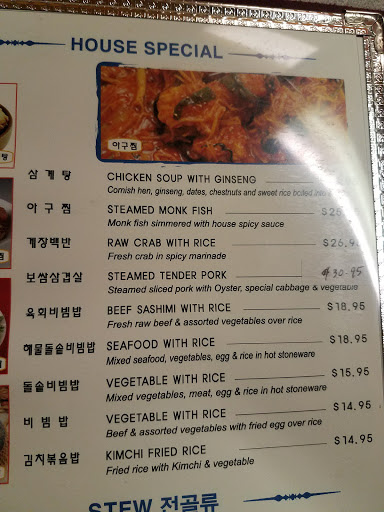 HOUSE SPECIAL
아구찜
삼계탕 CHICKEN SOUP WITH GINSENG
Cornish hen, ginseng, dates, chestnuts and sweet rice boiled into
아구찜 STEAMED MONK FISH
Monk fish simmered with house spicy sauce
게장백반 RAW CRAB WITH RICE
Fresh crab in spicy marinade
보쌈삼겹살 STEAMED TENDER PORK $30.95
Steamed sliced pork with Oyster, special cabbage & vegetable
육회비빔밥 BEEF SASHIMI WITH RICE $18.95
Fresh raw beef & assorted vegetables over rice
해물돌솥비빔밥 SEAFOOD WITH RICE $18.95
Mixed seafood, vegetables, egg & rice in hot stoneware
돌솥비빔밥 VEGETABLE WITH RICE $15.95
Mixed vegetables, meat, egg & rice in hot stoneware
비빔밥 VEGETABLE WITH RICE $14.95
Beef & assorted vegetables with fried egg over rice
김치볶음밥 KIMCHI FRIED RICE $14.95
Fried rice with Kimchi & vegetable
STEW 전골류